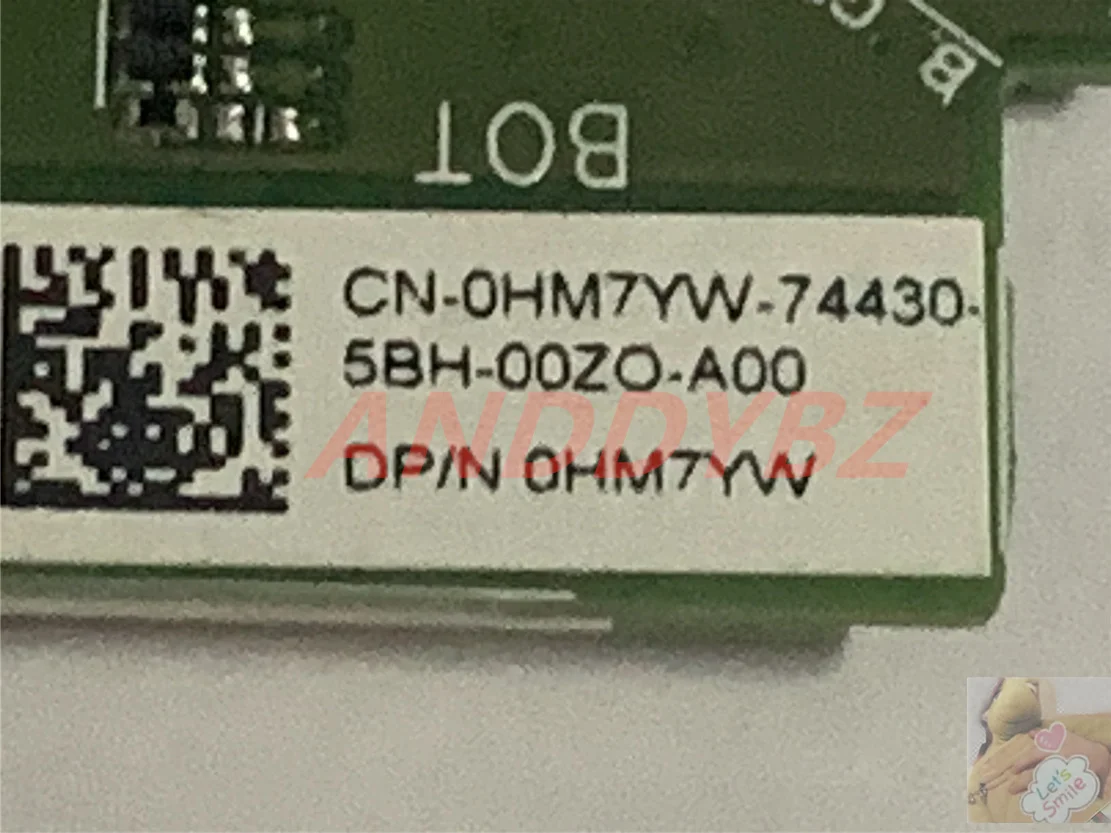 B
BOT
CN-0HM7YW-74430-
5BH-00ZO-A00
ANDDYBZ
DP/N 0HM7YW
Let's
Smile